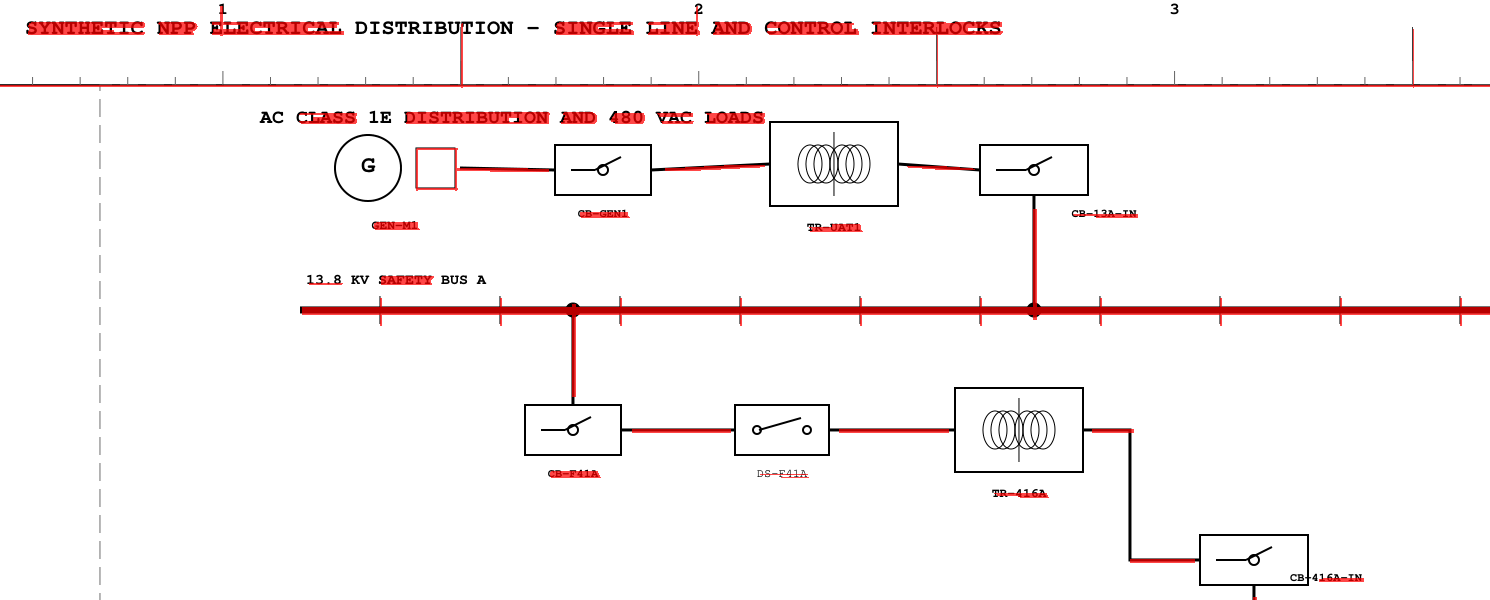 1 2 3
SYNTHETIC NPP ELECTRICAL DISTRIBUTION — SINGLE LINE AND CONTROL INTERLOCKS
AC CLASS 1E DISTRIBUTION AND 480 VAC LOADS
G
CB-GEN1
CB-13A-IN
GEN-M1
TR-UAT1
13.8 KV SAFETY BUS A
CB-F41A
DS-F41A
TR-416A
CB-416A-IN